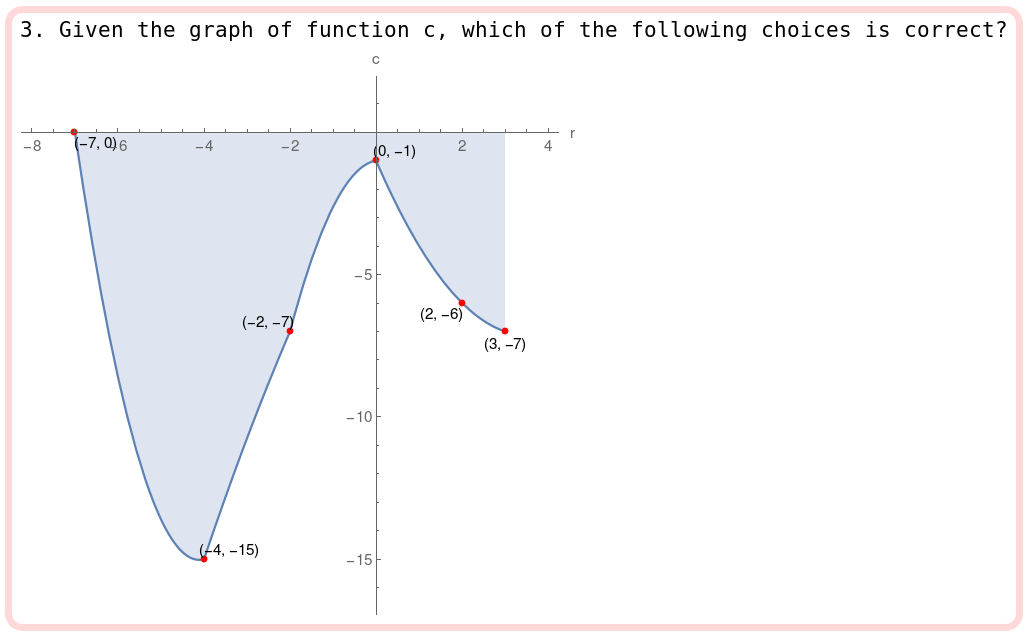 3. Given the graph of function c, which of the following choices is correct?
c
r
−8 −6 −4 −2 2 4
(−7, 0)
(0, −1)
−5
(−2, −7)
(2, −6)
(3, −7)
−10
(−4, −15)
−15